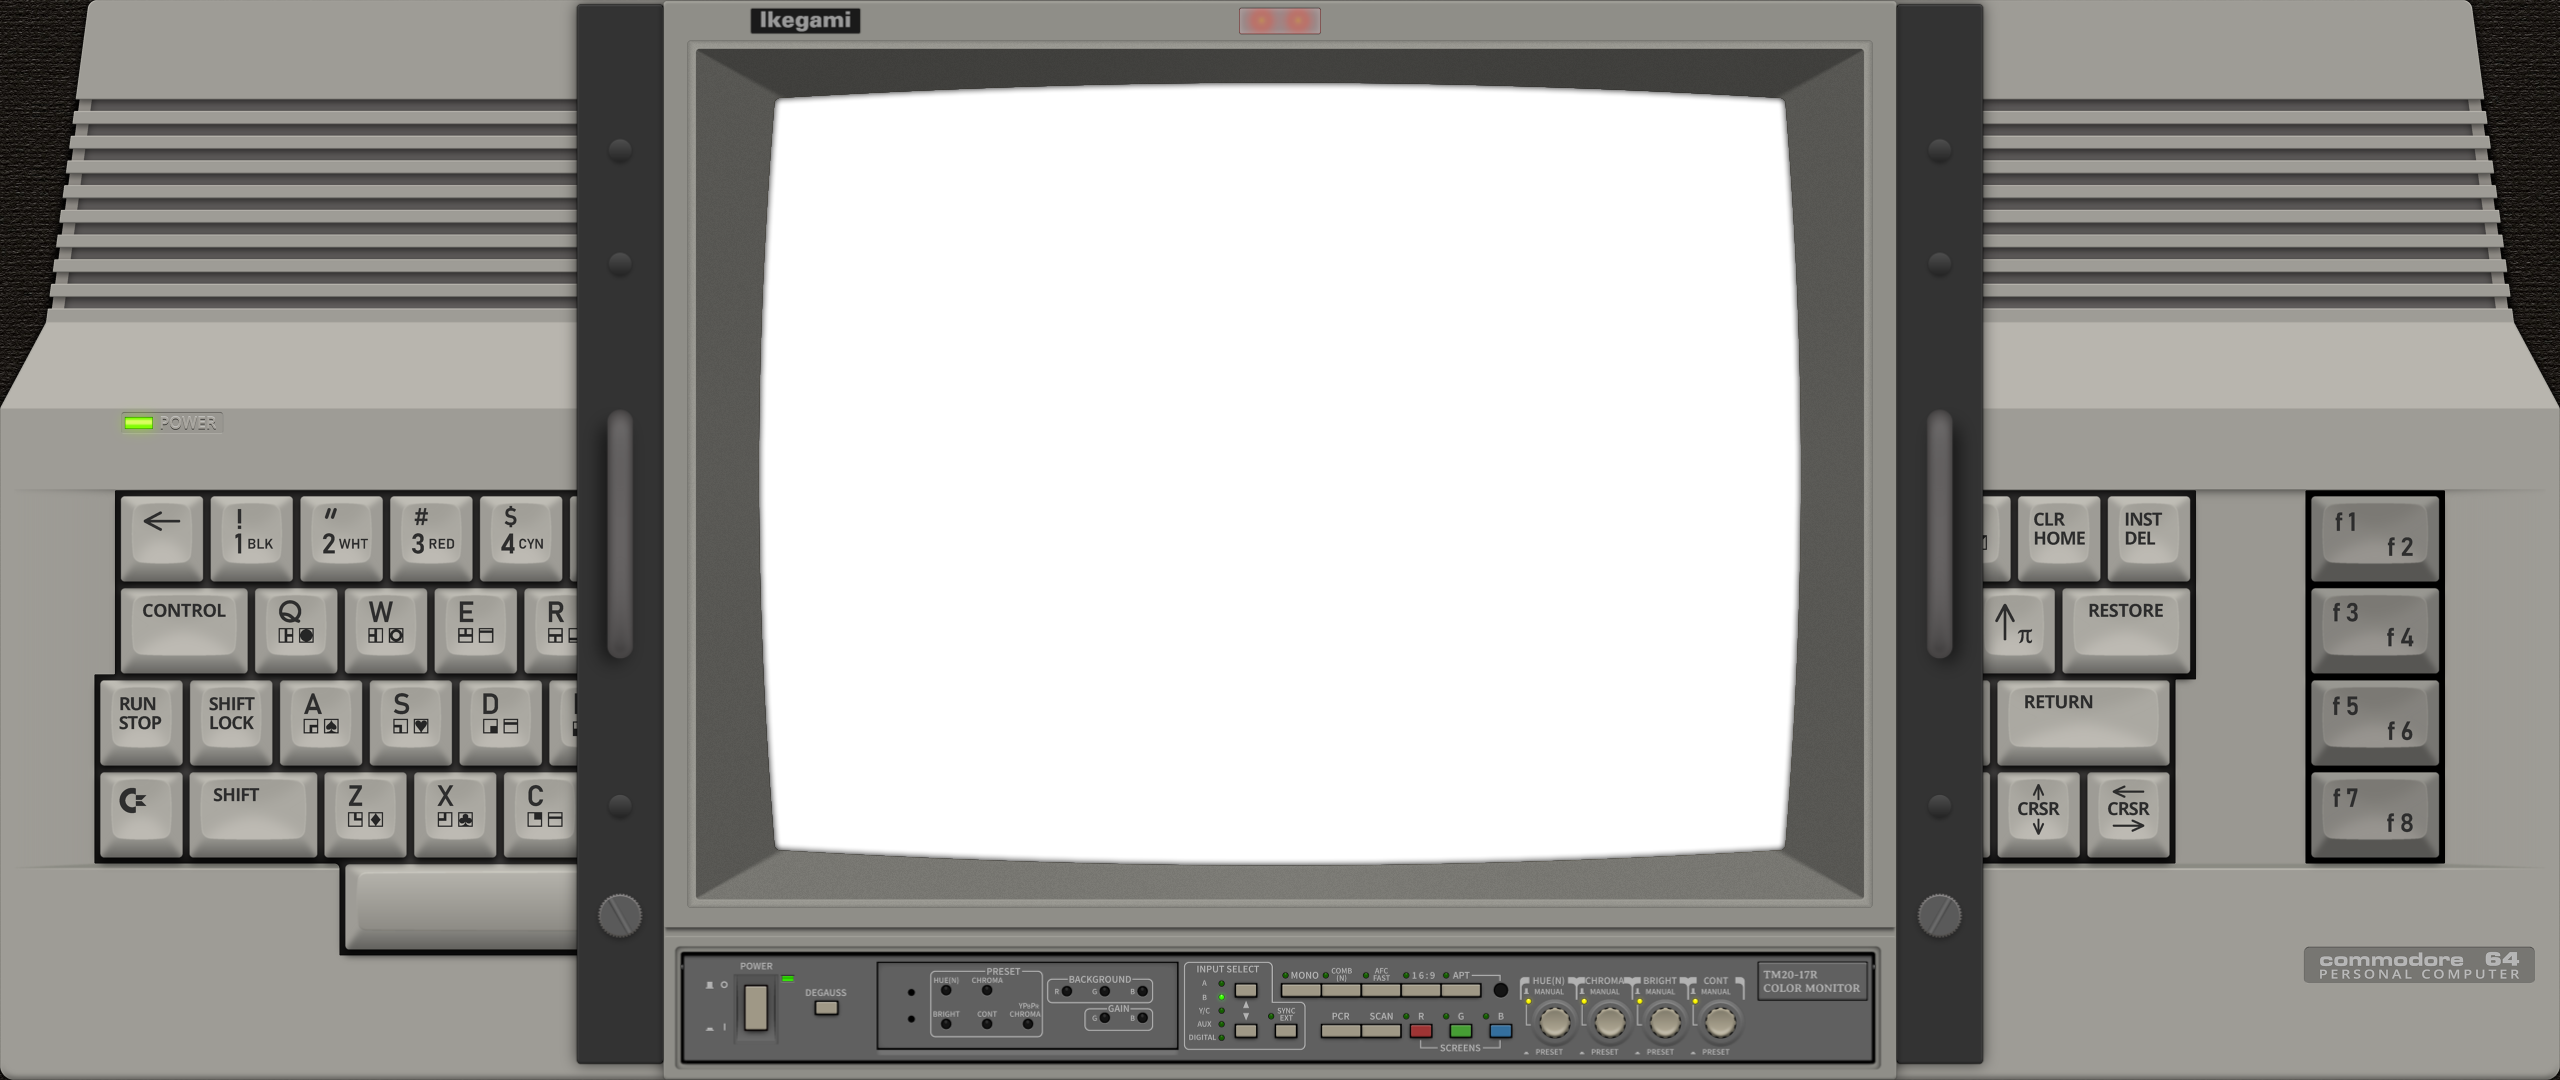 Ikegami
POWER
←
! 1 BLK
" 2 WHT
# 3 RED
$ 4 CYN
CLR HOME
INST DEL
f1 f2
CONTROL
Q
W
E
R
↑ π
RESTORE
f3 f4
RUN STOP
SHIFT LOCK
A
S
D
RETURN
f5 f6
SHIFT
Z
X
C
↑ CRSR ↓
← CRSR →
f7 f8
commodore 64
PERSONAL COMPUTER
POWER
DEGAUSS
PRESET
HUE(N) CHROMA
BRIGHT CONT YPbPr CHROMA
BACKGROUND
R G B
GAIN
G B
INPUT SELECT
A
B
Y/C
AUX
DIGITAL
SYNC EXT
MONO COMB (N) AFC FAST 16:9 APT
PCR SCAN R G B
SCREENS
HUE(N) CHROMA BRIGHT CONT
MANUAL MANUAL MANUAL MANUAL
PRESET PRESET PRESET PRESET
TM20-17R
COLOR MONITOR